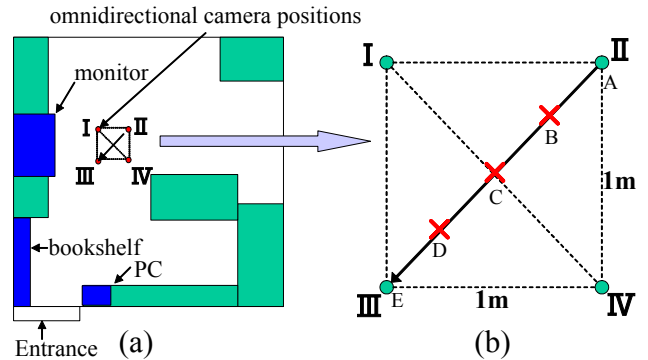 omnidirectional camera positions
monitor
I
II
III
IV
bookshelf
PC
Entrance
(a)
I
II
A
B
C
1m
D
III
E
1m
IV
(b)